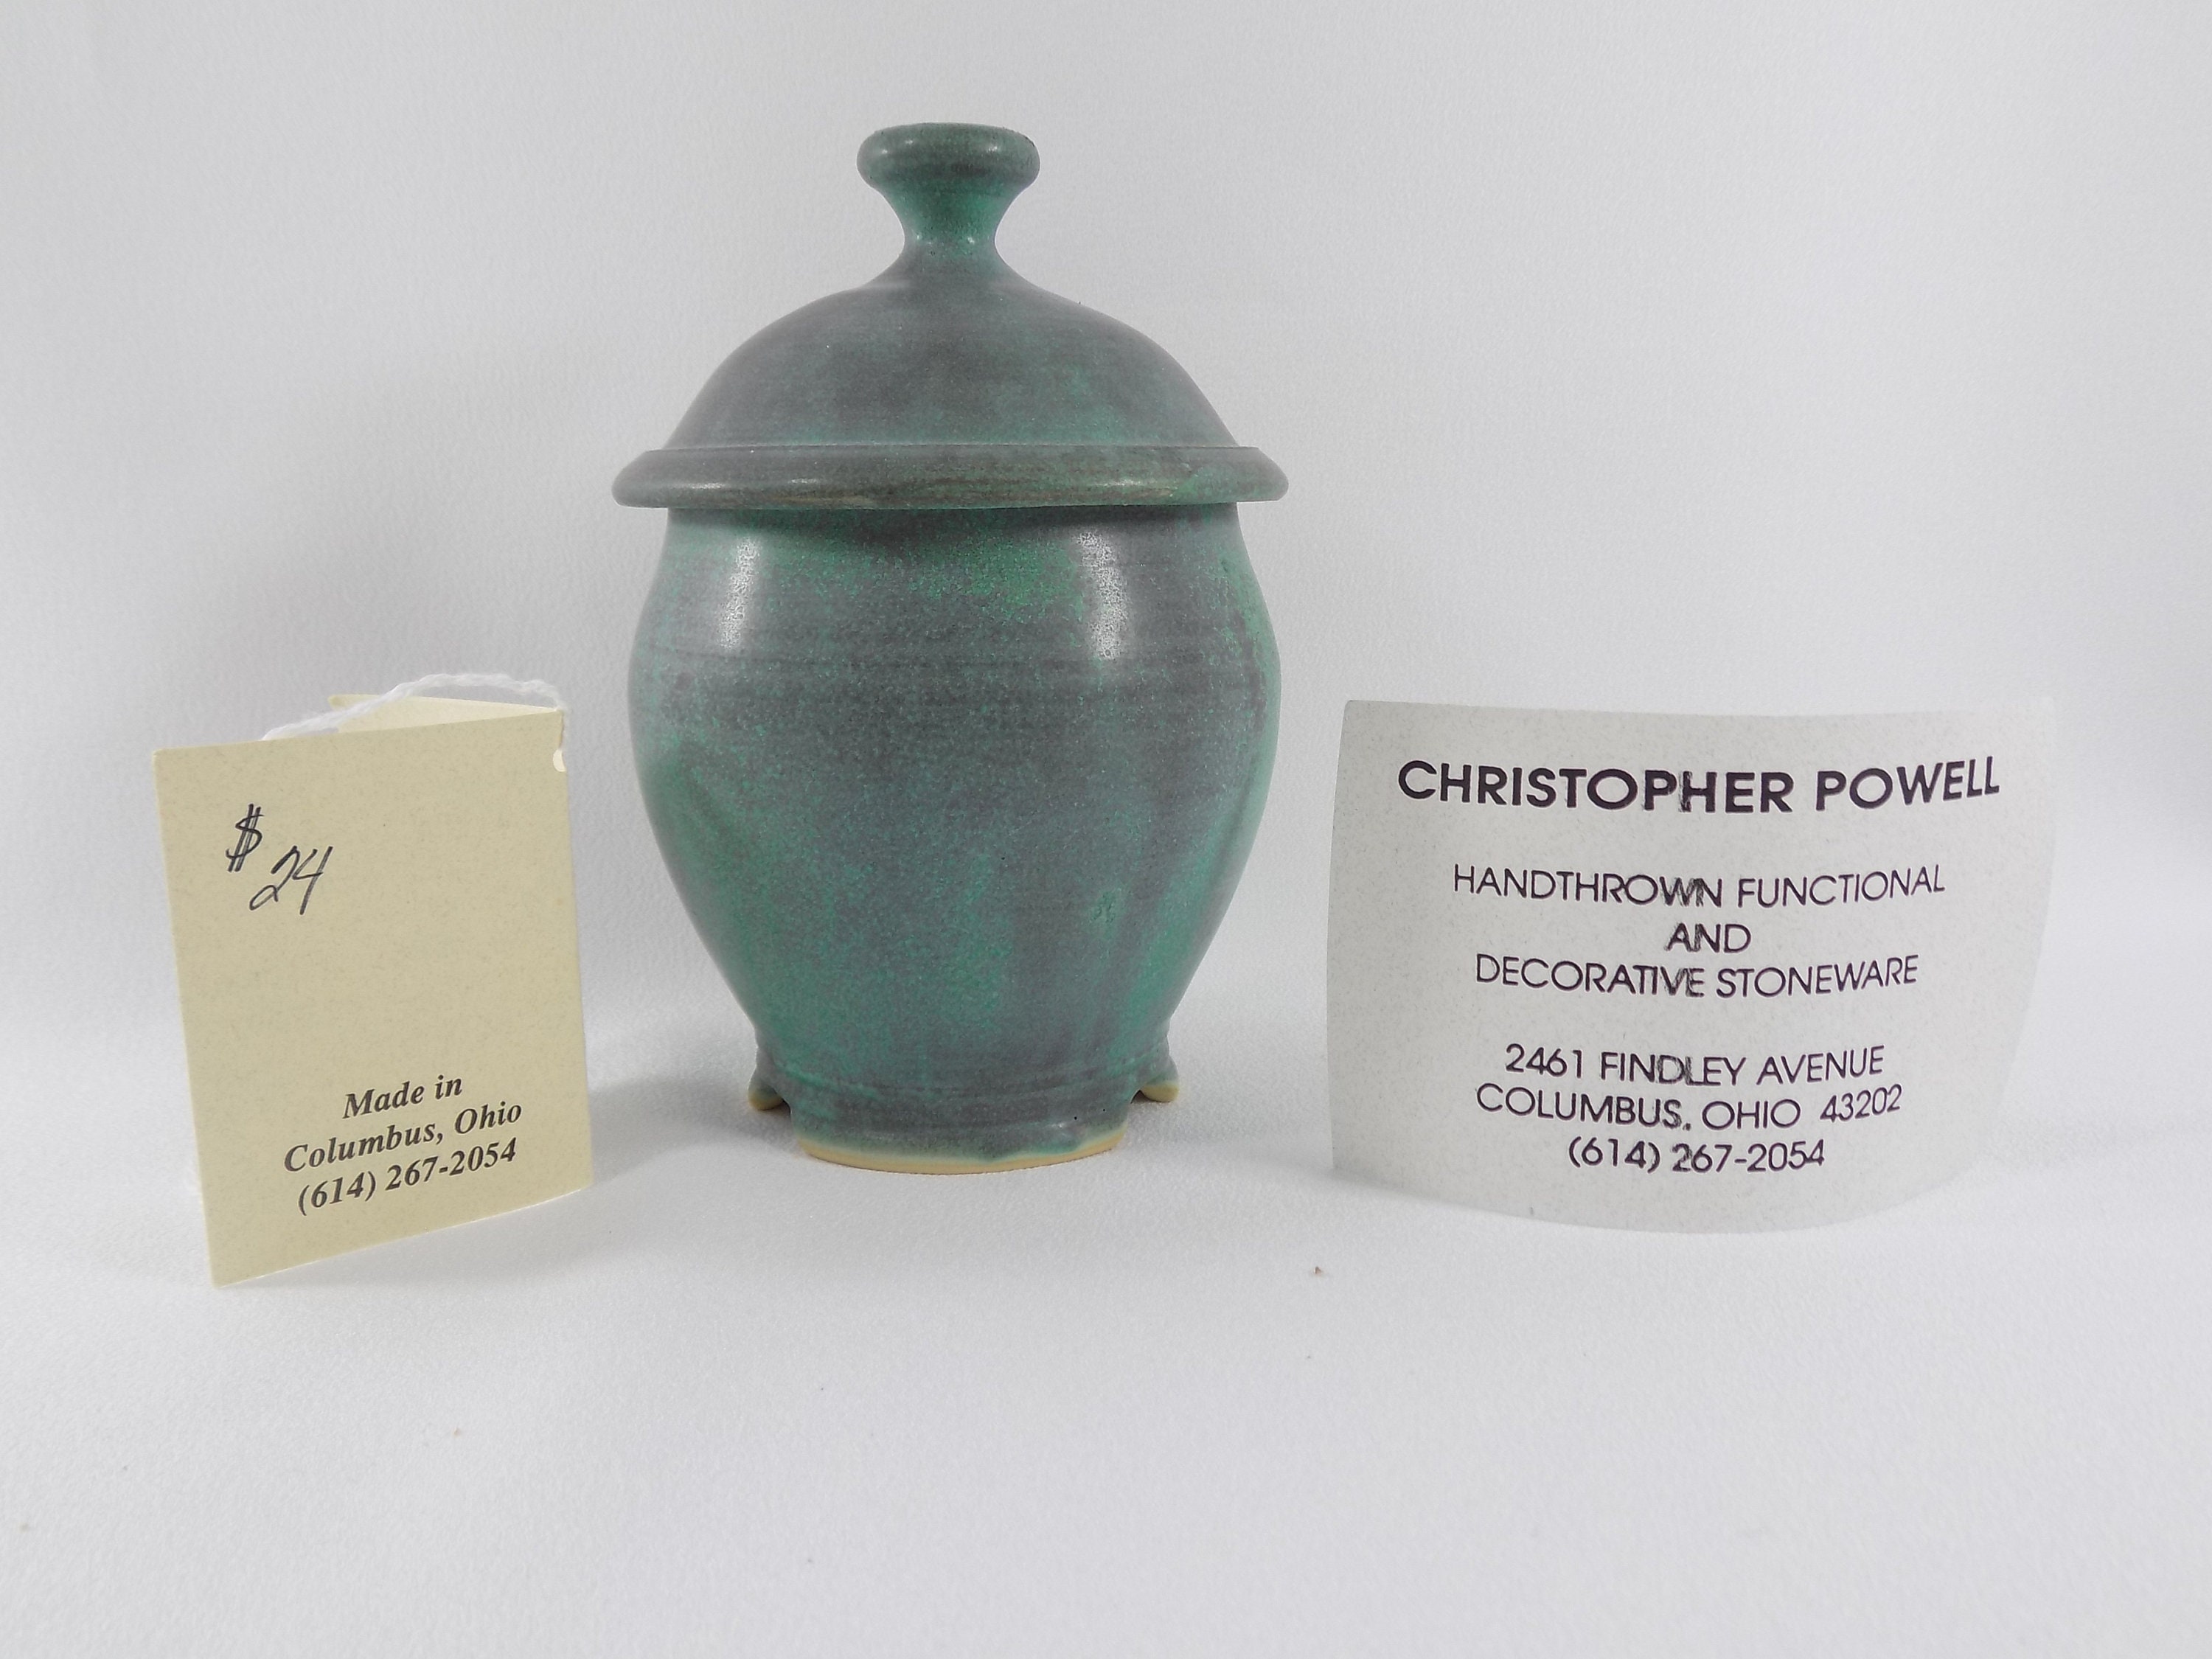 $
24
Made in
Columbus, Ohio
(614) 267-2054
CHRISTOPHER POWELL
HANDTHROWN FUNCTIONAL
AND
DECORATIVE STONEWARE
2461 FINDLEY AVENUE
COLUMBUS, OHIO 43202
(614) 267-2054